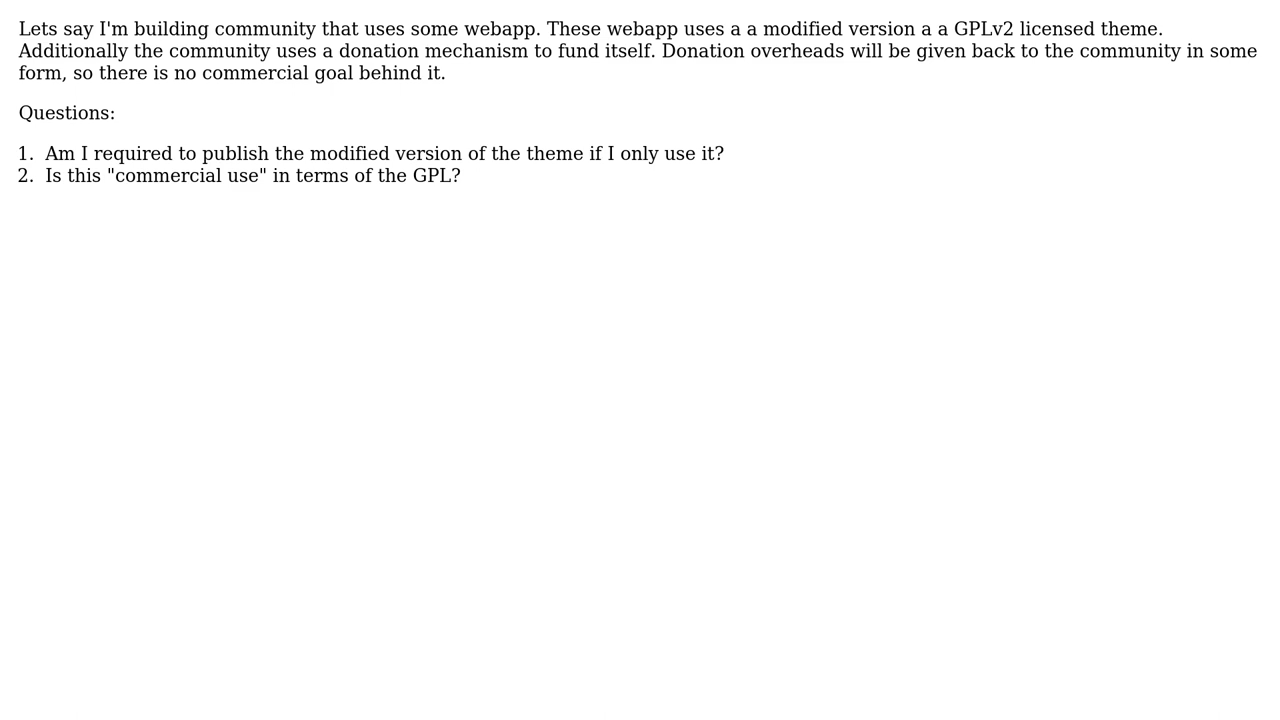 Lets say I'm building community that uses some webapp. These webapp uses a a modified version a a GPLv2 licensed theme.
Additionally the community uses a donation mechanism to fund itself. Donation overheads will be given back to the community in some
form, so there is no commercial goal behind it.
Questions:
1. Am I required to publish the modified version of the theme if I only use it?
2. Is this "commercial use" in terms of the GPL?